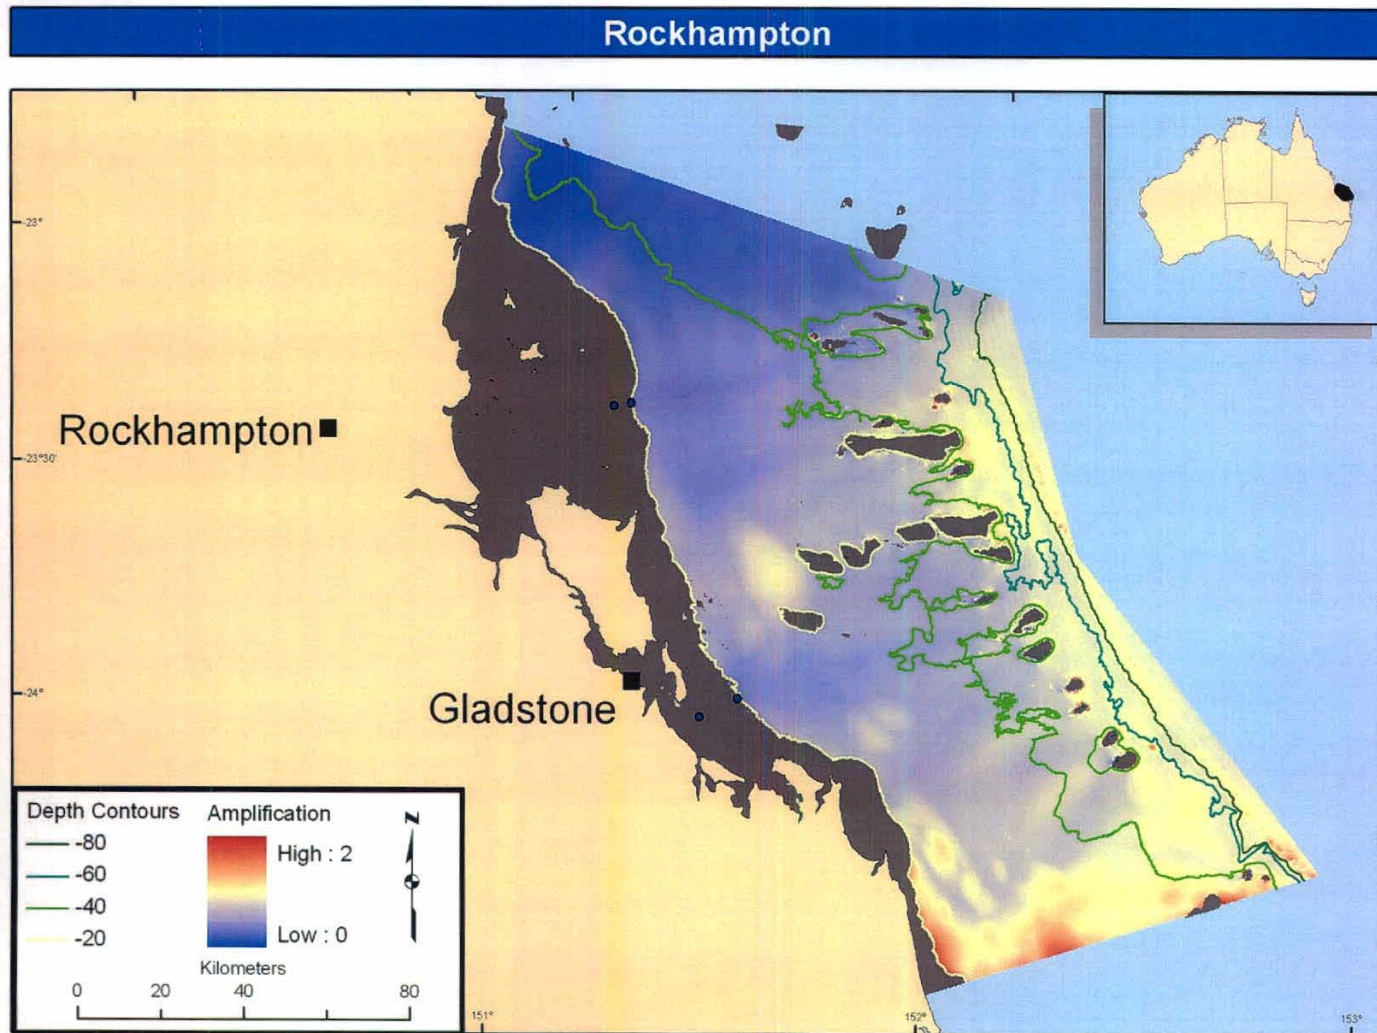 Rockhampton
-23°
Rockhampton
-23°30'
-24°
Gladstone
Depth Contours
-80
-60
-40
-20
Amplification
High : 2
Low : 0
N
Kilometers
0 20 40 80
151°
152°
153°